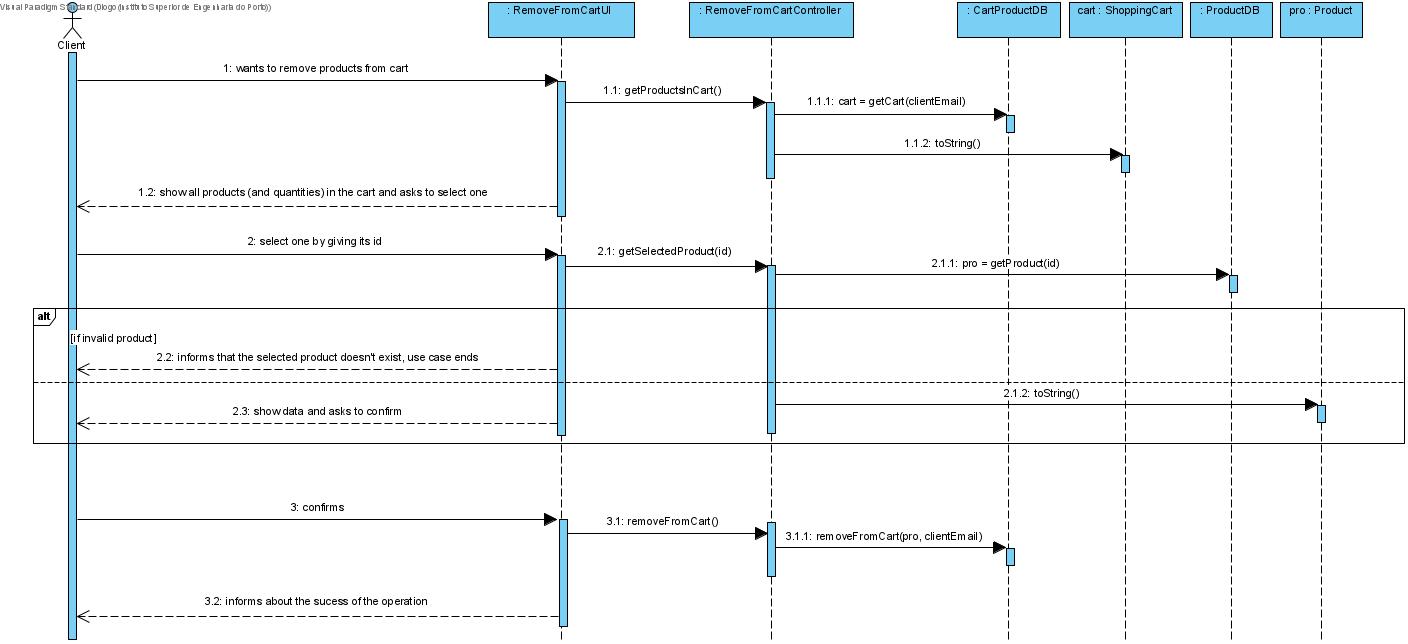 Visual Paradigm Standard (Diogo (Instituto Superior de Engenharia do Porto))
: RemoveFromCartUI
: RemoveFromCartController
: CartProductDB
cart : ShoppingCart
: ProductDB
pro : Product
Client
1: wants to remove products from cart
1.1: getProductsInCart()
1.1.1: cart = getCart(clientEmail)
1.1.2: toString()
1.2: show all products (and quantities) in the cart and asks to select one
2: select one by giving its id
2.1: getSelectedProduct(id)
2.1.1: pro = getProduct(id)
alt
[if invalid product]
2.2: informs that the selected product doesn't exist, use case ends
2.1.2: toString()
2.3: show data and asks to confirm
3: confirms
3.1: removeFromCart()
3.1.1: removeFromCart(pro, clientEmail)
3.2: informs about the sucess of the operation